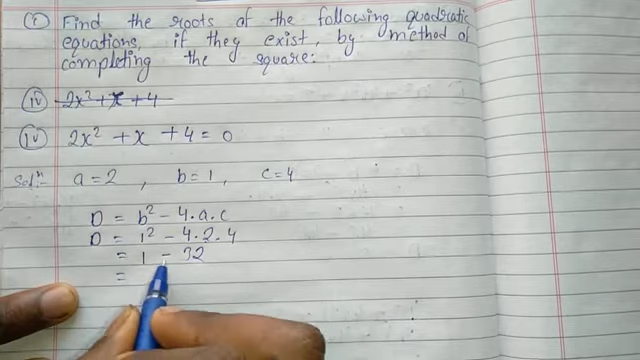 (1) Find the roots of the following quadratic
equations, if they exist, by method of
completing the square:
(iv) 2x² + x + 4
(iv) 2x² + x + 4 = 0
Solⁿ:- a = 2 , b = 1 , c = 4
D = b² - 4.a.c
D = 1² - 4.2.4
= 1 - 32
=